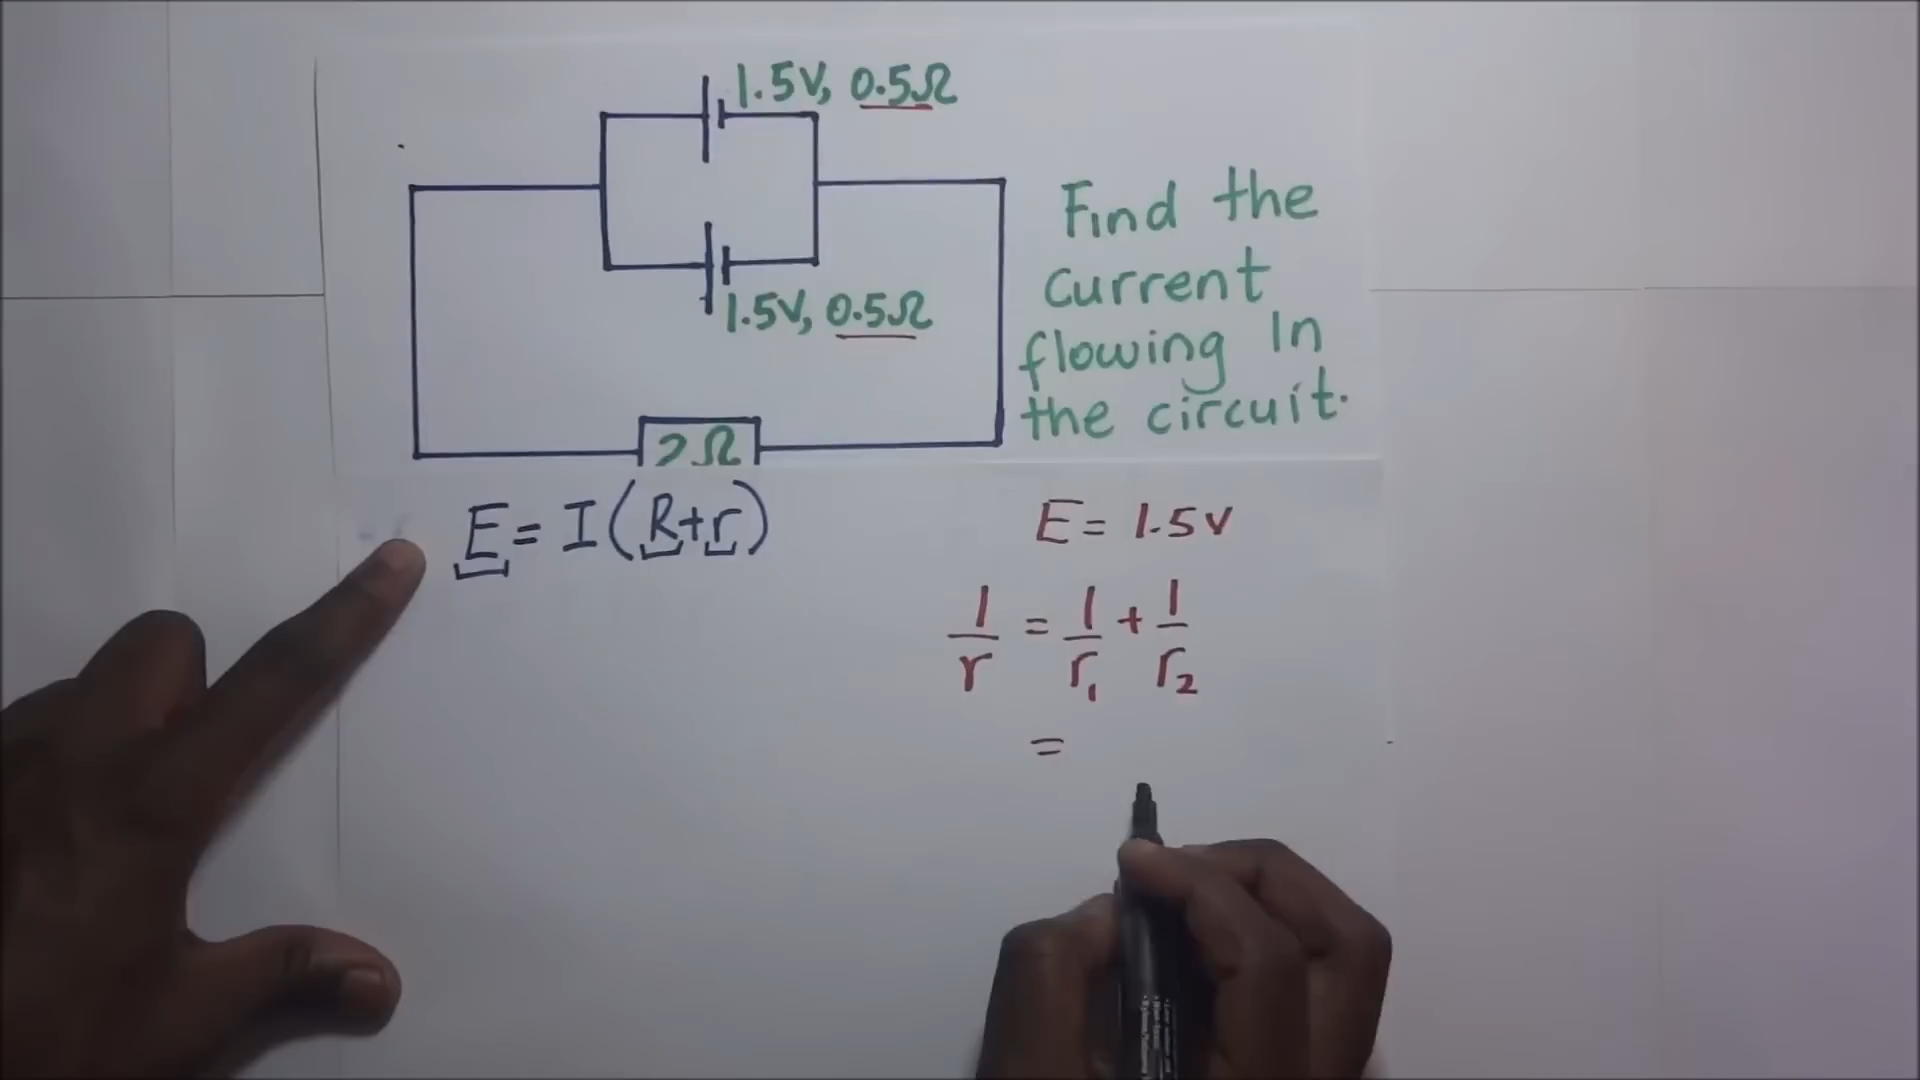 1.5V, 0.5Ω
1.5V, 0.5Ω
2Ω
Find the
current
flowing In
the circuit.
E = I(R+r)
E = 1.5V
1/r = 1/r₁ + 1/r₂
=